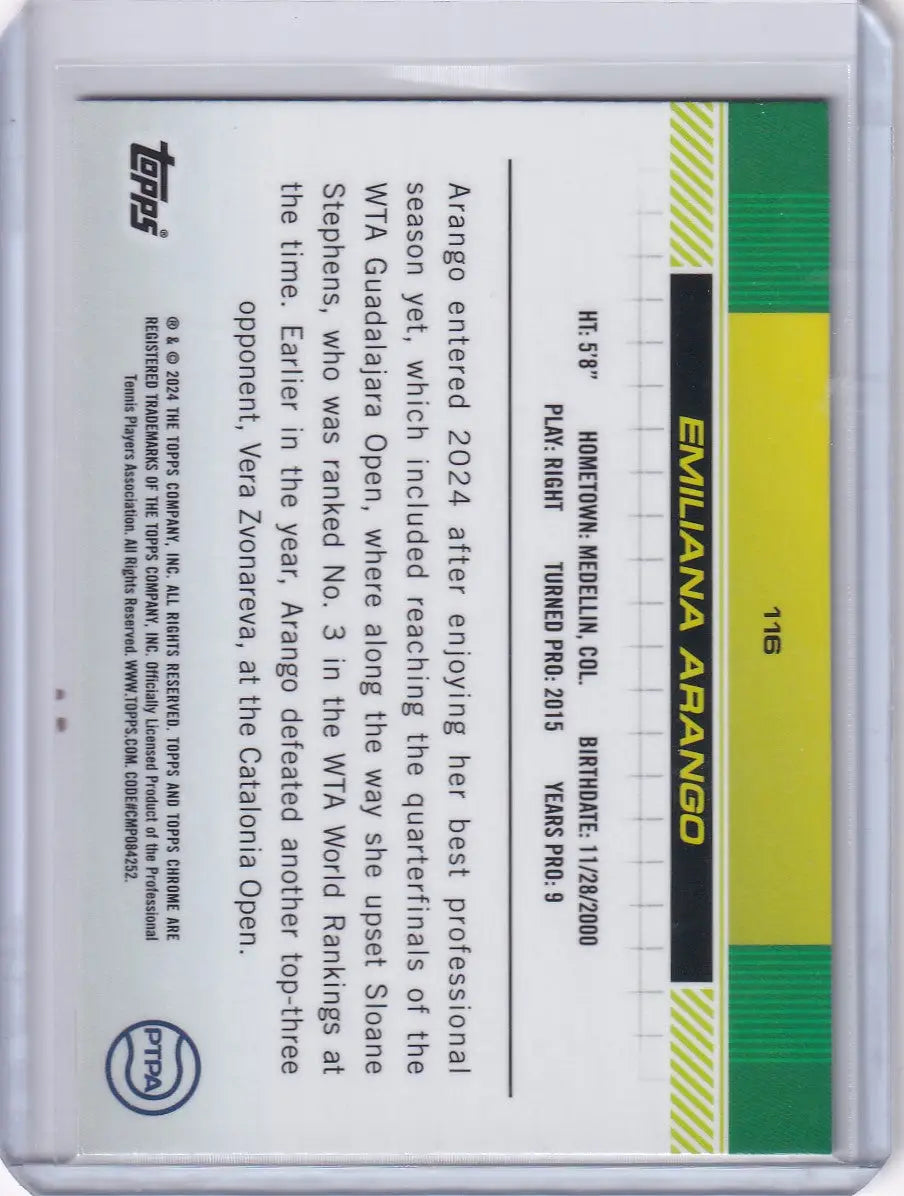 116
EMILIANA ARANGO
HT: 5'8" HOMETOWN: MEDELLIN, COL. BIRTHDATE: 11/28/2000
PLAY: RIGHT TURNED PRO: 2015 YEARS PRO: 9
Arango entered 2024 after enjoying her best professional
season yet, which included reaching the quarterfinals of the
WTA Guadalajara Open, where along the way she upset Sloane
Stephens, who was ranked No. 3 in the WTA World Rankings at
the time. Earlier in the year, Arango defeated another top-three
opponent, Vera Zvonareva, at the Catalonia Open.
topps®
® & © 2024 THE TOPPS COMPANY, INC. ALL RIGHTS RESERVED. TOPPS AND TOPPS CHROME ARE
REGISTERED TRADEMARKS OF THE TOPPS COMPANY, INC. Officially Licensed Product of the Professional
Tennis Players Association. All Rights Reserved. WWW.TOPPS.COM. CODE#CMP084252.
PTPA